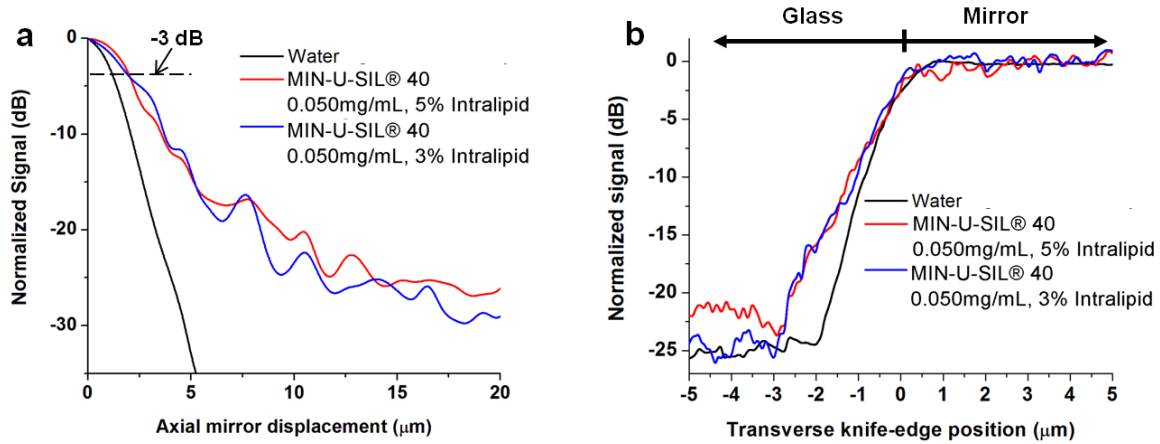 a
-3 dB
Water
MIN-U-SIL® 40
0.050mg/mL, 5% Intralipid
MIN-U-SIL® 40
0.050mg/mL, 3% Intralipid
Normalized Signal (dB)
0
-10
-20
-30
0 5 10 15 20
Axial mirror displacement (μm)
b
Glass Mirror
Water
MIN-U-SIL® 40
0.050mg/mL, 5% Intralipid
MIN-U-SIL® 40
0.050mg/mL, 3% Intralipid
Normalized signal (dB)
0
-5
-10
-15
-20
-25
-5 -4 -3 -2 -1 0 1 2 3 4 5
Transverse knife-edge position (μm)